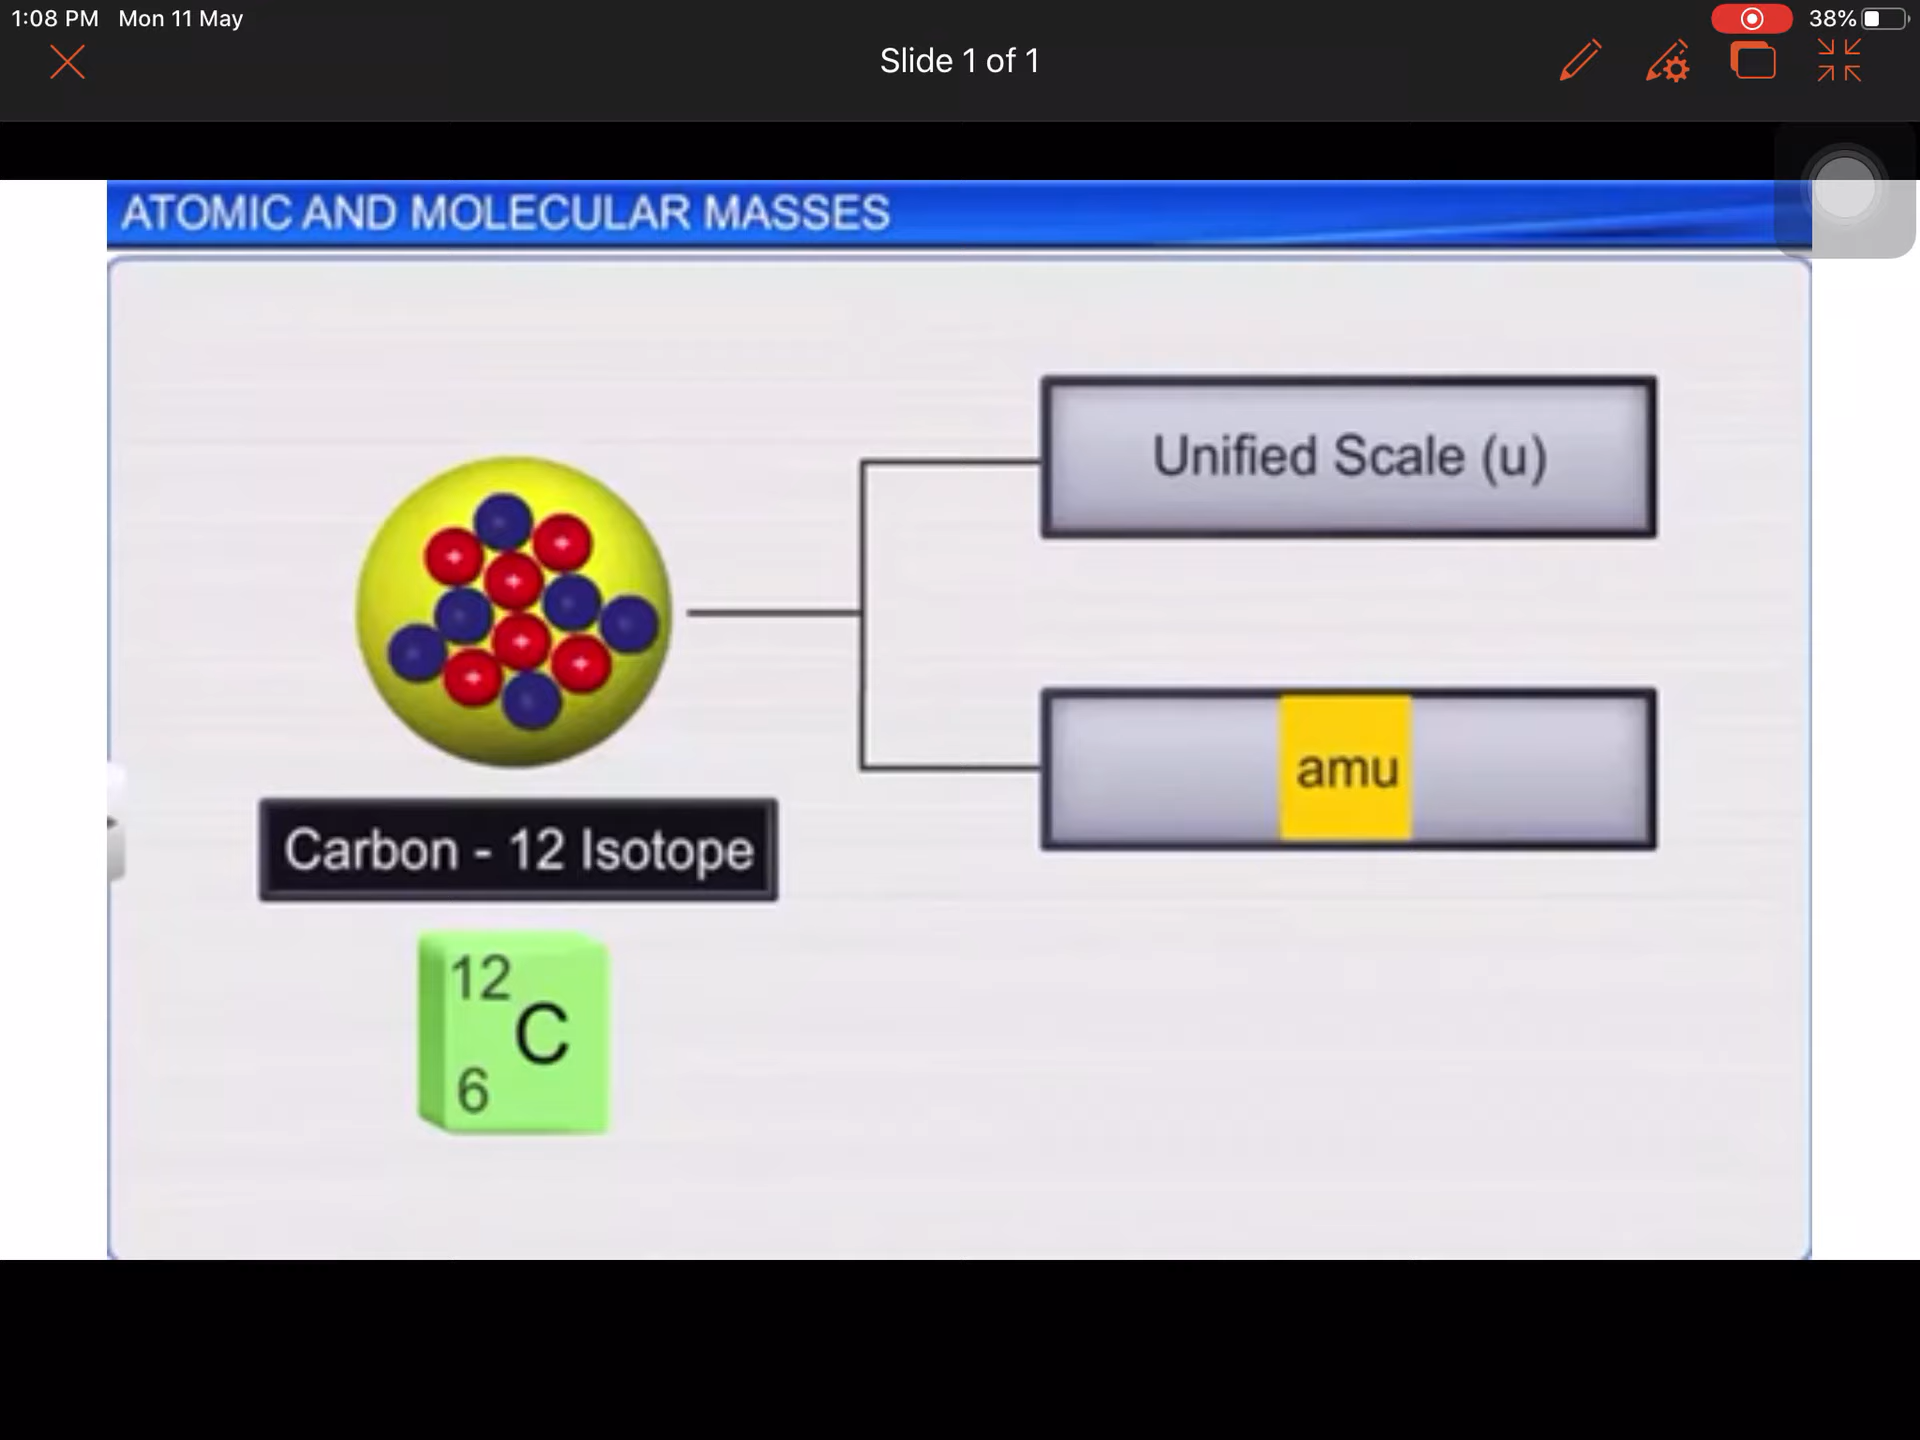 1:08 PM Mon 11 May
38%
Slide 1 of 1
ATOMIC AND MOLECULAR MASSES
Unified Scale (u)
amu
Carbon - 12 Isotope
12
C
6